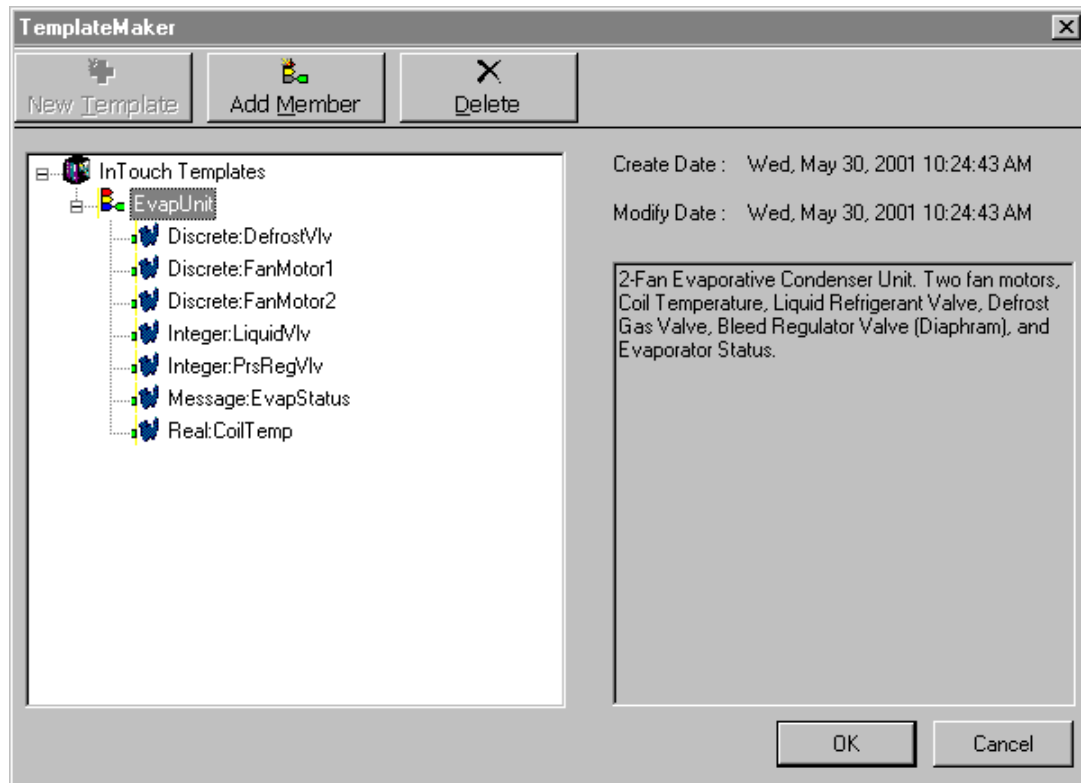 TemplateMaker
New Template
Add Member
Delete
InTouch Templates
EvapUnit
Discrete:DefrostVlv
Discrete:FanMotor1
Discrete:FanMotor2
Integer:LiquidVlv
Integer:PrsRegVlv
Message:EvapStatus
Real:CoilTemp
Create Date : Wed, May 30, 2001 10:24:43 AM
Modify Date : Wed, May 30, 2001 10:24:43 AM
2-Fan Evaporative Condenser Unit. Two fan motors,
Coil Temperature, Liquid Refrigerant Valve, Defrost
Gas Valve, Bleed Regulator Valve (Diaphram), and
Evaporator Status.
OK
Cancel